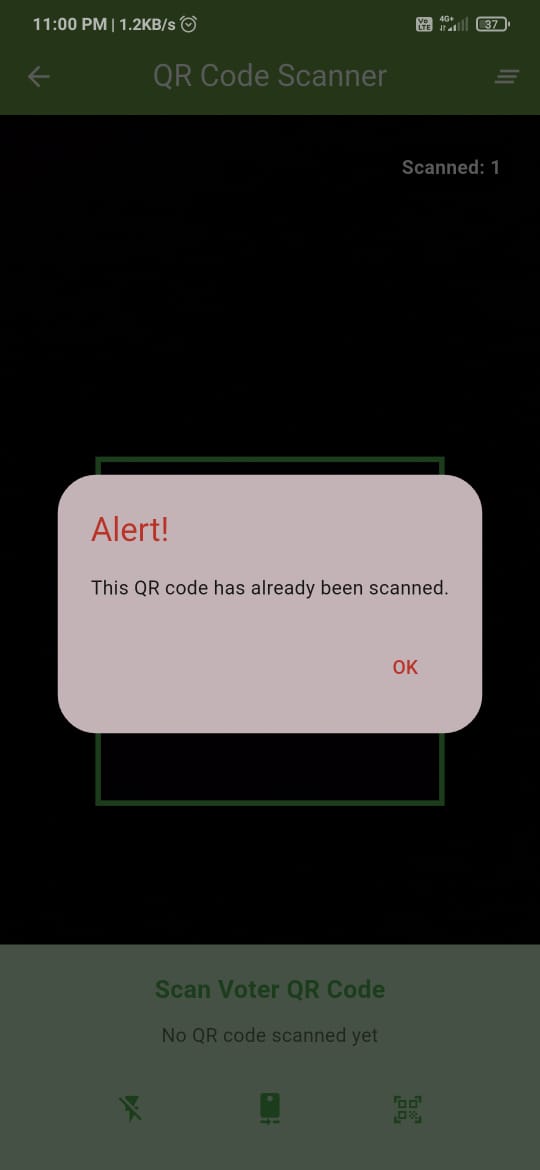 11:00 PM | 1.2KB/s
Vo LTE 4G+ 37
QR Code Scanner
Scanned: 1
Alert!
This QR code has already been scanned.
OK
Scan Voter QR Code
No QR code scanned yet